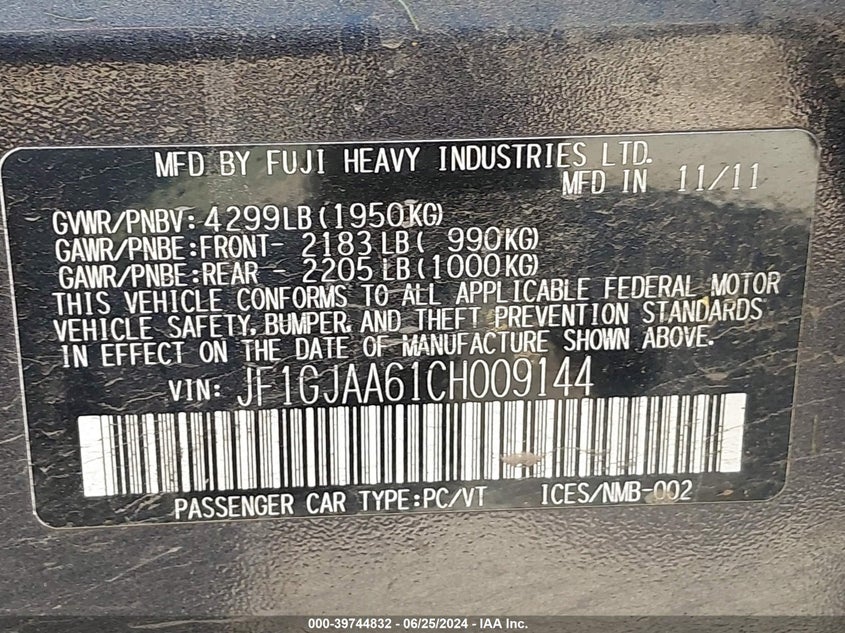 MFD BY FUJI HEAVY INDUSTRIES LTD.
MFD IN 11/11
GVWR/PNBV: 4299LB(1950KG)
GAWR/PNBE:FRONT- 2183LB( 990KG)
GAWR/PNBE:REAR - 2205LB(1000KG)
THIS VEHICLE CONFORMS TO ALL APPLICABLE FEDERAL MOTOR
VEHICLE SAFETY, BUMPER, AND THEFT PREVENTION STANDARDS
IN EFFECT ON THE DATE OF MANUFACTURE SHOWN ABOVE.
VIN: JF1GJAA61CH009144
PASSENGER CAR TYPE:PC/VT ICES/NMB-002
000-39744832 - 06/25/2024 - IAA Inc.